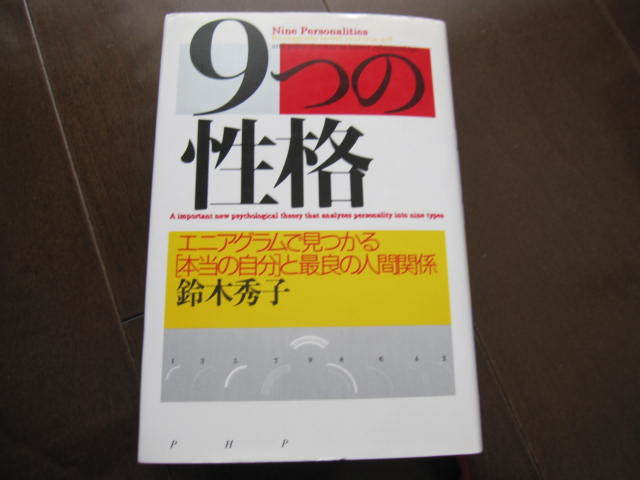 Nine Personalities
9つの
性格
A important new psychological theory that analyzes personality into nine types
エニアグラムで見つかる
[本当の自分]と最良の人間関係
鈴木秀子
P H P